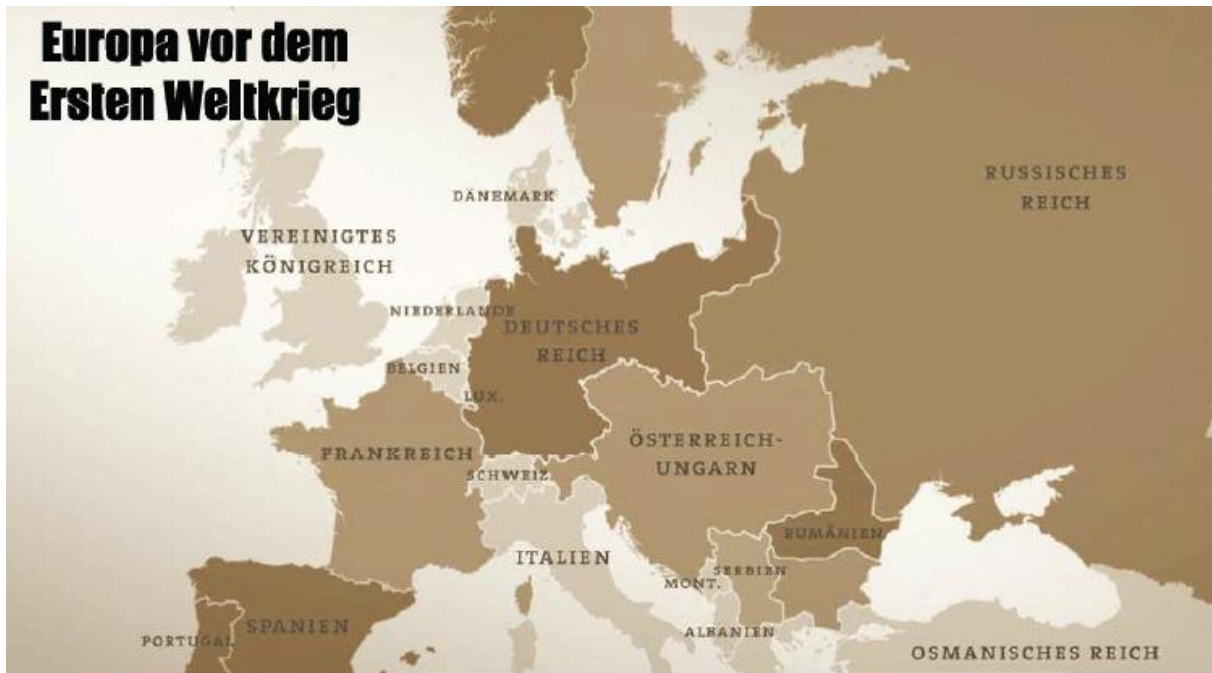 Europa vor dem
Ersten Weltkrieg
RUSSISCHES
REICH
DÄNEMARK
VEREINIGTES
KÖNIGREICH
NIEDERLANDE
DEUTSCHES
REICH
BELGIEN
LUX.
ÖSTERREICH-
UNGARN
FRANKREICH
SCHWEIZ
RUMÄNIEN
ITALIEN
SERBIEN
MONT.
SPANIEN
PORTUGAL
ALBANIEN
OSMANISCHES REICH